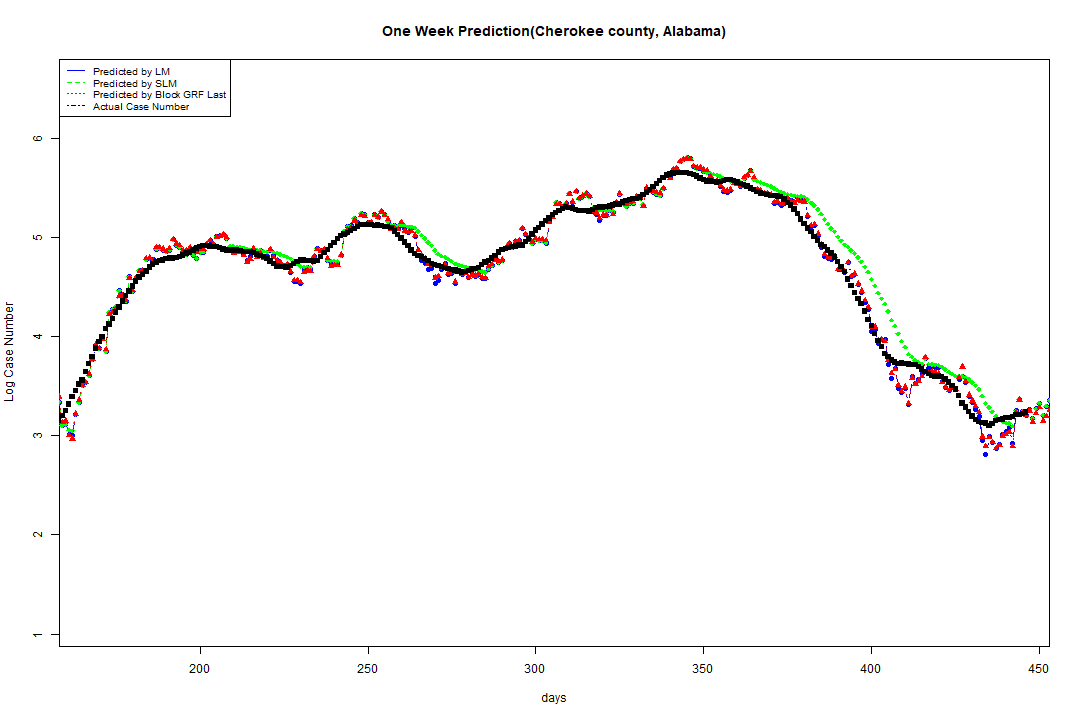 One Week Prediction(Cherokee county, Alabama)
Predicted by LM
Predicted by SLM
Predicted by Block GRF Last
Actual Case Number
6
5
4
3
2
1
Log Case Number
200 250 300 350 400 450
days